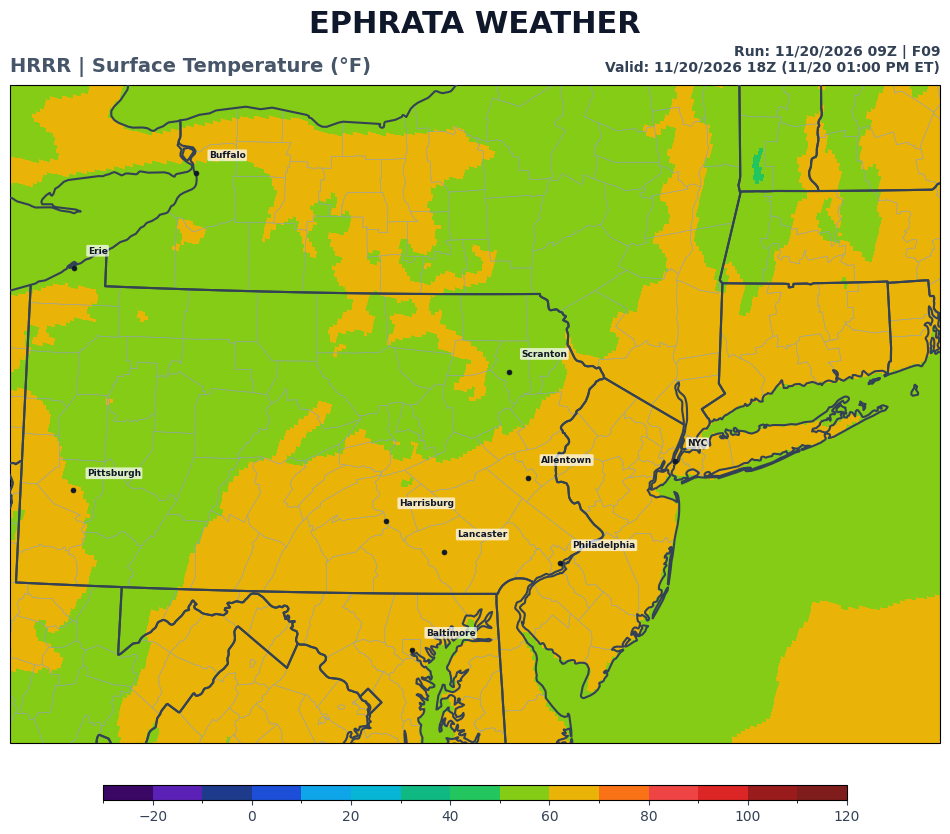 EPHRATA WEATHER
HRRR | Surface Temperature (°F)
Run: 11/20/2026 09Z | F09
Valid: 11/20/2026 18Z (11/20 01:00 PM ET)
Buffalo
Erie
Scranton
NYC
Allentown
Pittsburgh
Harrisburg
Lancaster
Philadelphia
Baltimore
−20 0 20 40 60 80 100 120